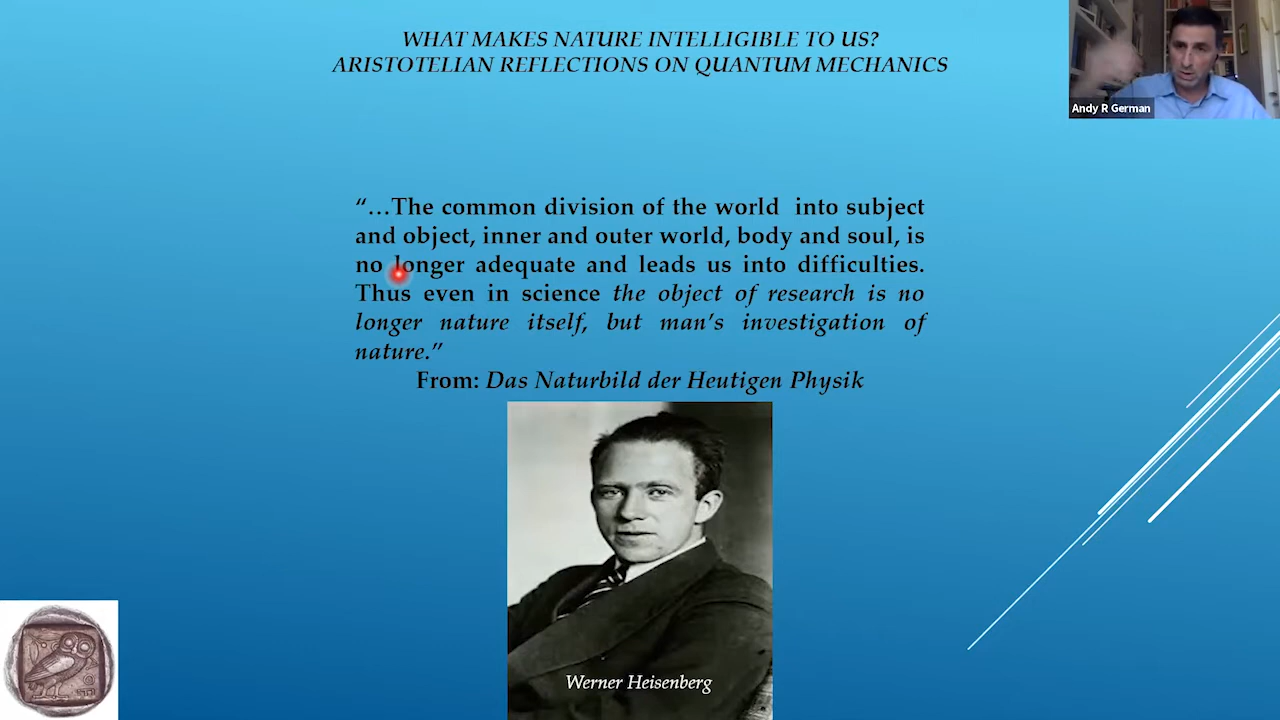 WHAT MAKES NATURE INTELLIGIBLE TO US?
ARISTOTELIAN REFLECTIONS ON QUANTUM MECHANICS
Andy R German
“…The common division of the world into subject
and object, inner and outer world, body and soul, is
no longer adequate and leads us into difficulties.
Thus even in science the object of research is no
longer nature itself, but man’s investigation of
nature.”
From: Das Naturbild der Heutigen Physik
Werner Heisenberg